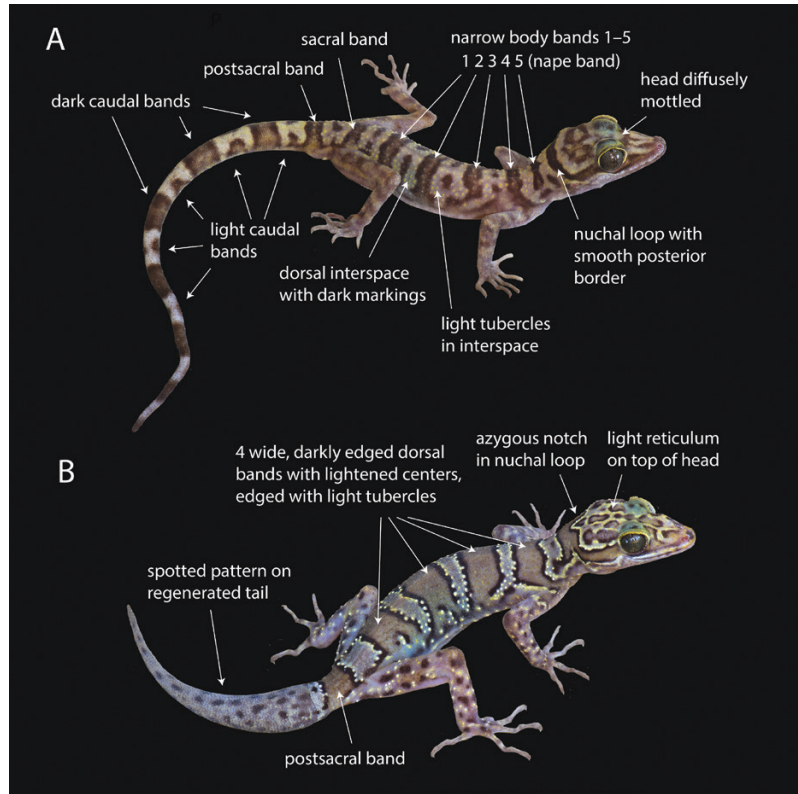 A
sacral band
narrow body bands 1–5
postsacral band
1 2 3 4 5 (nape band)
head diffusely
mottled
dark caudal bands
light caudal
bands
nuchal loop with
smooth posterior
border
dorsal interspace
with dark markings
light tubercles
in interspace
B
4 wide, darkly edged dorsal
bands with lightened centers,
edged with light tubercles
azygous notch
in nuchal loop
light reticulum
on top of head
spotted pattern on
regenerated tail
postsacral band